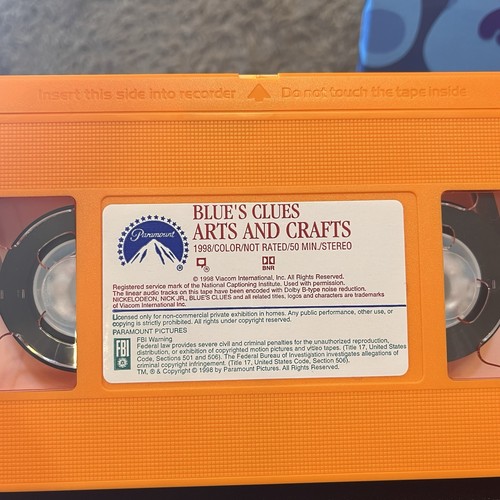 Insert this side into recorder Do not touch the tape inside
BLUE'S CLUES
ARTS AND CRAFTS
1998/COLOR/NOT RATED/50 MIN./STEREO
Paramount
®
BNR
© 1998 Viacom International, Inc. All Rights Reserved.
Registered service mark of the National Captioning Institute. Used with permission.
The linear audio tracks on this tape have been encoded with Dolby B-type noise reduction.
NICKELODEON, NICK JR., BLUE'S CLUES and all related titles, logos and characters are trademarks
of Viacom International Inc.
Licensed only for non-commercial private exhibition in homes. Any public performance, other use, or
copying is strictly prohibited. All rights under copyright reserved.
PARAMOUNT PICTURES
FBI
FBI Warning
Federal law provides severe civil and criminal penalties for the unauthorized reproduction,
distribution, or exhibition of copyrighted motion pictures and video tapes. (Title 17, United States
Code, Sections 501 and 506). The Federal Bureau of Investigation investigates allegations of
criminal copyright infringement. (Title 17, United States Code, Section 506).
TM, ® & Copyright © 1998 by Paramount Pictures. All Rights Reserved.